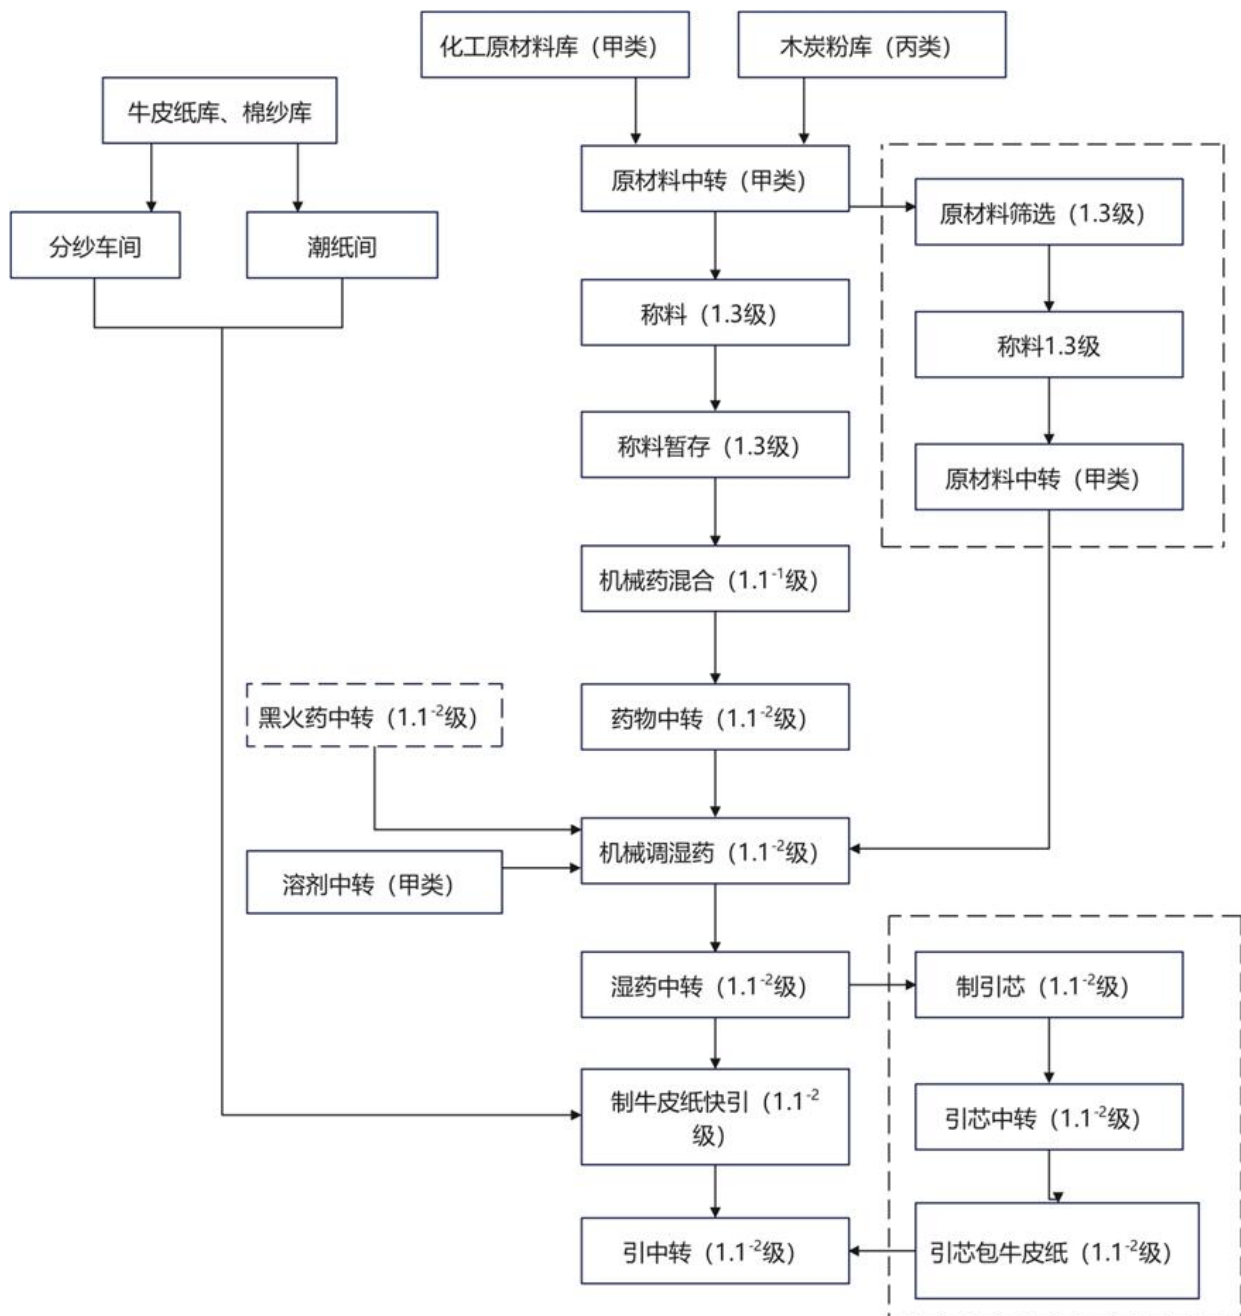 化工原材料库（甲类）
木炭粉库（丙类）
牛皮纸库、棉纱库
原材料中转（甲类）
原材料筛选（1.3级）
分纱车间
潮纸间
称料（1.3级）
称料1.3级
称料暂存（1.3级）
原材料中转（甲类）
机械药混合（1.1⁻¹级）
黑火药中转（1.1⁻²级）
药物中转（1.1⁻²级）
机械调湿药（1.1⁻²级）
溶剂中转（甲类）
湿药中转（1.1⁻²级）
制引芯（1.1⁻²级）
制牛皮纸快引（1.1⁻²
级）
引芯中转（1.1⁻²级）
引中转（1.1⁻²级）
引芯包牛皮纸（1.1⁻²级）